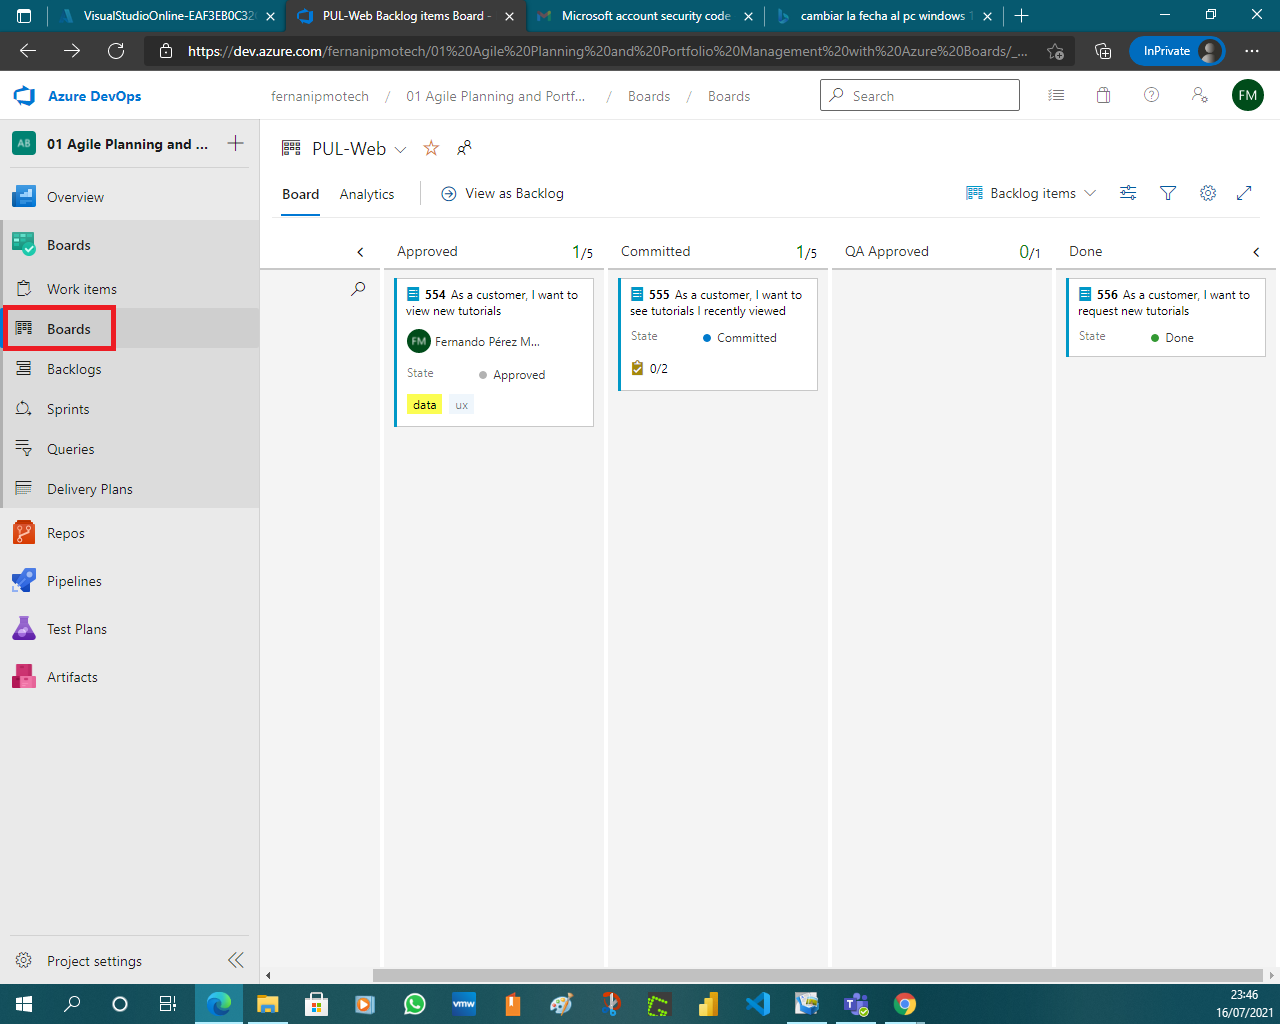 VisualStudioOnline-EAF3EB0C32
PUL-Web Backlog items Board -
Microsoft account security code
cambiar la fecha al pc windows 1
https://dev.azure.com/fernanipmotech/01%20Agile%20Planning%20and%20Portfolio%20Management%20with%20Azure%20Boards/_...
InPrivate
Azure DevOps
fernanipmotech / 01 Agile Planning and Portf... / Boards / Boards
Search
FM
AB 01 Agile Planning and ...
PUL-Web
Overview
Board Analytics View as Backlog Backlog items
Boards
Work items
Boards
Backlogs
Sprints
Queries
Delivery Plans
Repos
Pipelines
Test Plans
Artifacts
Project settings
Approved 1/5
554 As a customer, I want to
view new tutorials
FM Fernando Pérez M...
State Approved
data ux
Committed 1/5
555 As a customer, I want to
see tutorials I recently viewed
State Committed
0/2
QA Approved 0/1
Done
556 As a customer, I want to
request new tutorials
State Done
vmw
23:46
16/07/2021